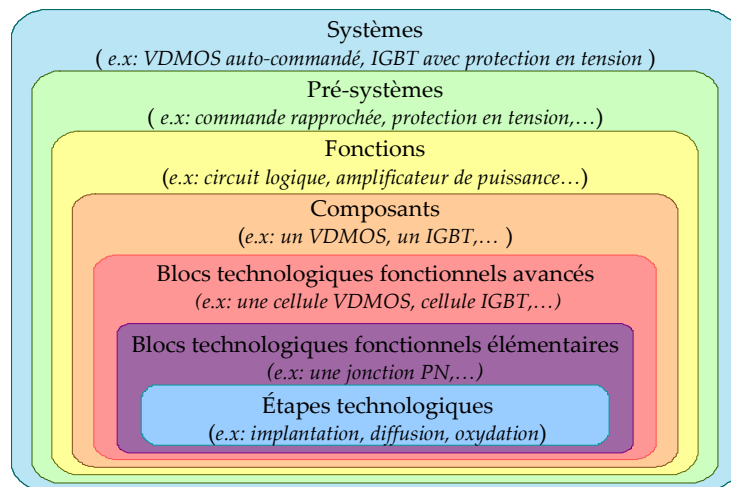 Systèmes
( e.x: VDMOS auto-commandé, IGBT avec protection en tension )
Pré-systèmes
( e.x: commande rapprochée, protection en tension,…)
Fonctions
(e.x: circuit logique, amplificateur de puissance…)
Composants
(e.x: un VDMOS, un IGBT,… )
Blocs technologiques fonctionnels avancés
(e.x: une cellule VDMOS, cellule IGBT,…)
Blocs technologiques fonctionnels élémentaires
(e.x: une jonction PN,…)
Étapes technologiques
(e.x: implantation, diffusion, oxydation)